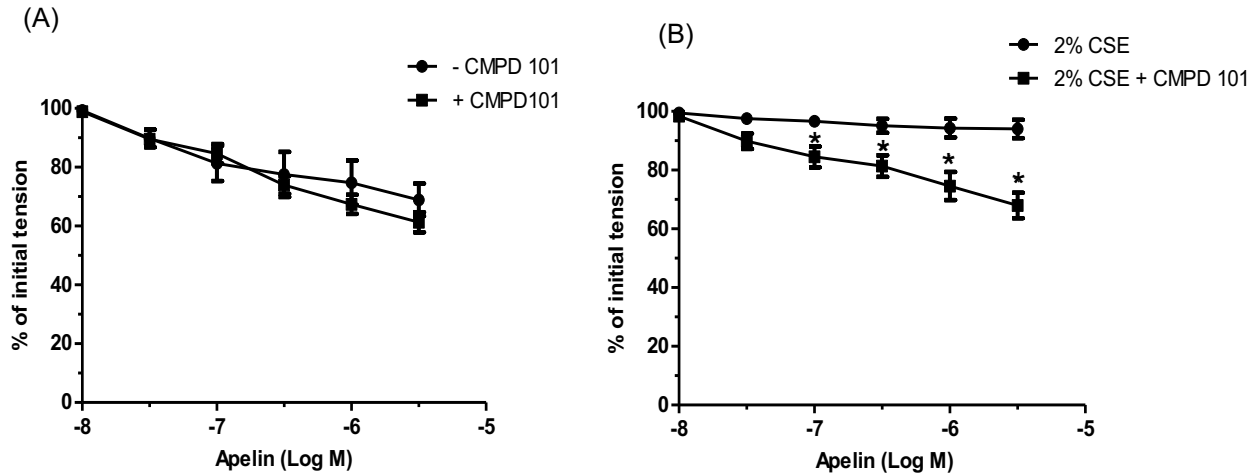 (A)
- CMPD 101
+ CMPD101
100
80
60
40
20
0
% of initial tension
-8
-7
-6
-5
Apelin (Log M)
(B)
2% CSE
2% CSE + CMPD 101
100
80
60
40
20
0
% of initial tension
*
*
*
*
-8
-7
-6
-5
Apelin (Log M)